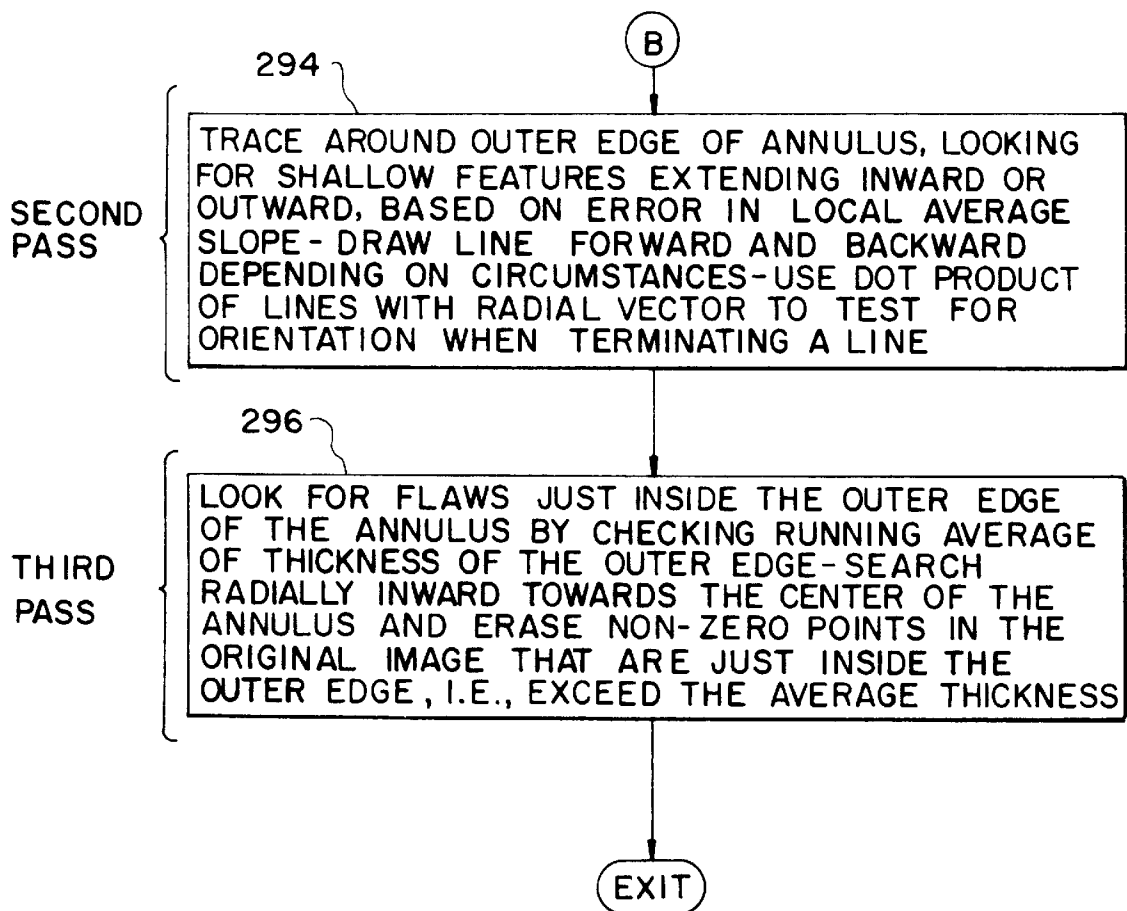 B
294
SECOND
PASS
TRACE AROUND OUTER EDGE OF ANNULUS, LOOKING
FOR SHALLOW FEATURES EXTENDING INWARD OR
OUTWARD, BASED ON ERROR IN LOCAL AVERAGE
SLOPE-DRAW LINE FORWARD AND BACKWARD
DEPENDING ON CIRCUMSTANCES-USE DOT PRODUCT
OF LINES WITH RADIAL VECTOR TO TEST FOR
ORIENTATION WHEN TERMINATING A LINE
296
THIRD
PASS
LOOK FOR FLAWS JUST INSIDE THE OUTER EDGE
OF THE ANNULUS BY CHECKING RUNNING AVERAGE
OF THICKNESS OF THE OUTER EDGE-SEARCH
RADIALLY INWARD TOWARDS THE CENTER OF THE
ANNULUS AND ERASE NON-ZERO POINTS IN THE
ORIGINAL IMAGE THAT ARE JUST INSIDE THE
OUTER EDGE, I.E., EXCEED THE AVERAGE THICKNESS
EXIT